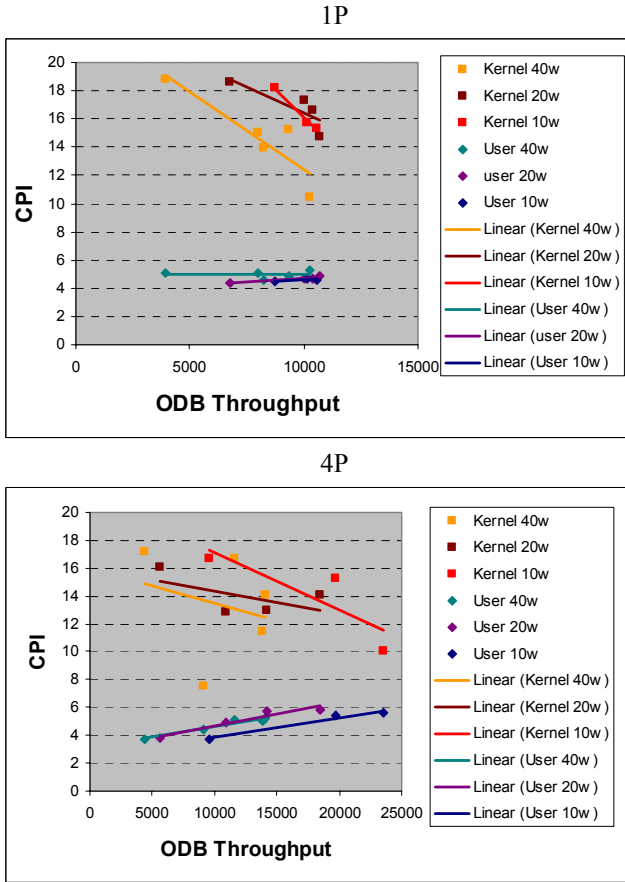 1P
20
18
16
14
12
10
8
6
4
2
0
CPI
0 5000 10000 15000
ODB Throughput
Kernel 40w
Kernel 20w
Kernel 10w
User 40w
user 20w
User 10w
Linear (Kernel 40w)
Linear (Kernel 20w)
Linear (Kernel 10w)
Linear (User 40w)
Linear (user 20w)
Linear (User 10w)
4P
20
18
16
14
12
10
8
6
4
2
0
CPI
0 5000 10000 15000 20000 25000
ODB Throughput
Kernel 40w
Kernel 20w
Kernel 10w
User 40w
User 20w
User 10w
Linear (Kernel 40w)
Linear (Kernel 20w)
Linear (Kernel 10w)
Linear (User 40w)
Linear (User 20w)
Linear (User 10w)